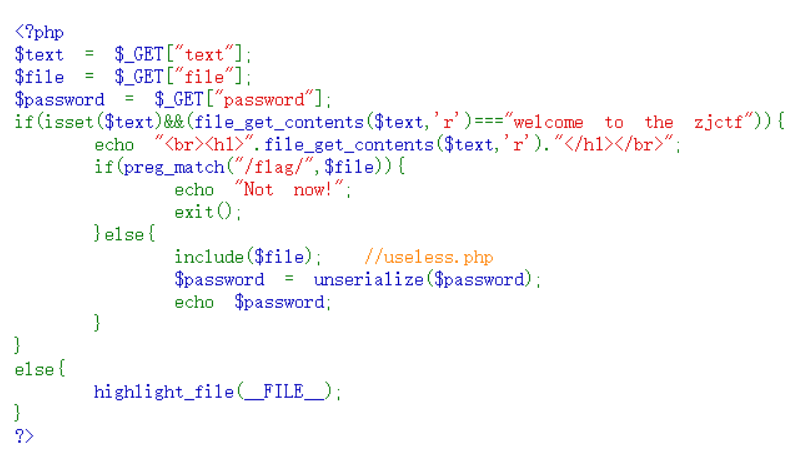 <?php
$text = $_GET["text"];
$file = $_GET["file"];
$password = $_GET["password"];
if(isset($text)&&(file_get_contents($text,'r')==="welcome to the zjctf")){
echo "<br><h1>".file_get_contents($text,'r')."</h1></br>";
if(preg_match("/flag/",$file)){
echo "Not now!";
exit();
}else{
include($file); //useless.php
$password = unserialize($password);
echo $password;
}
}
else{
highlight_file(__FILE__);
}
?>